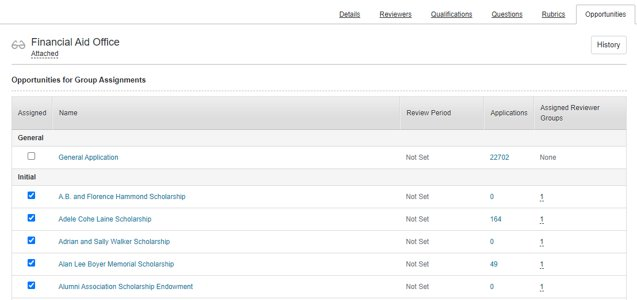 Details Reviewers Qualifications Questions Rubrics Opportunities
Financial Aid Office
Attached
History
Opportunities for Group Assignments
Assigned Name Review Period Applications Assigned Reviewer Groups
General
General Application Not Set 22702 None
Initial
A.B. and Florence Hammond Scholarship Not Set 0 1
Adele Cohe Laine Scholarship Not Set 164 1
Adrian and Sally Walker Scholarship Not Set 0 1
Alan Lee Boyer Memorial Scholarship Not Set 49 1
Alumni Association Scholarship Endowment Not Set 0 1